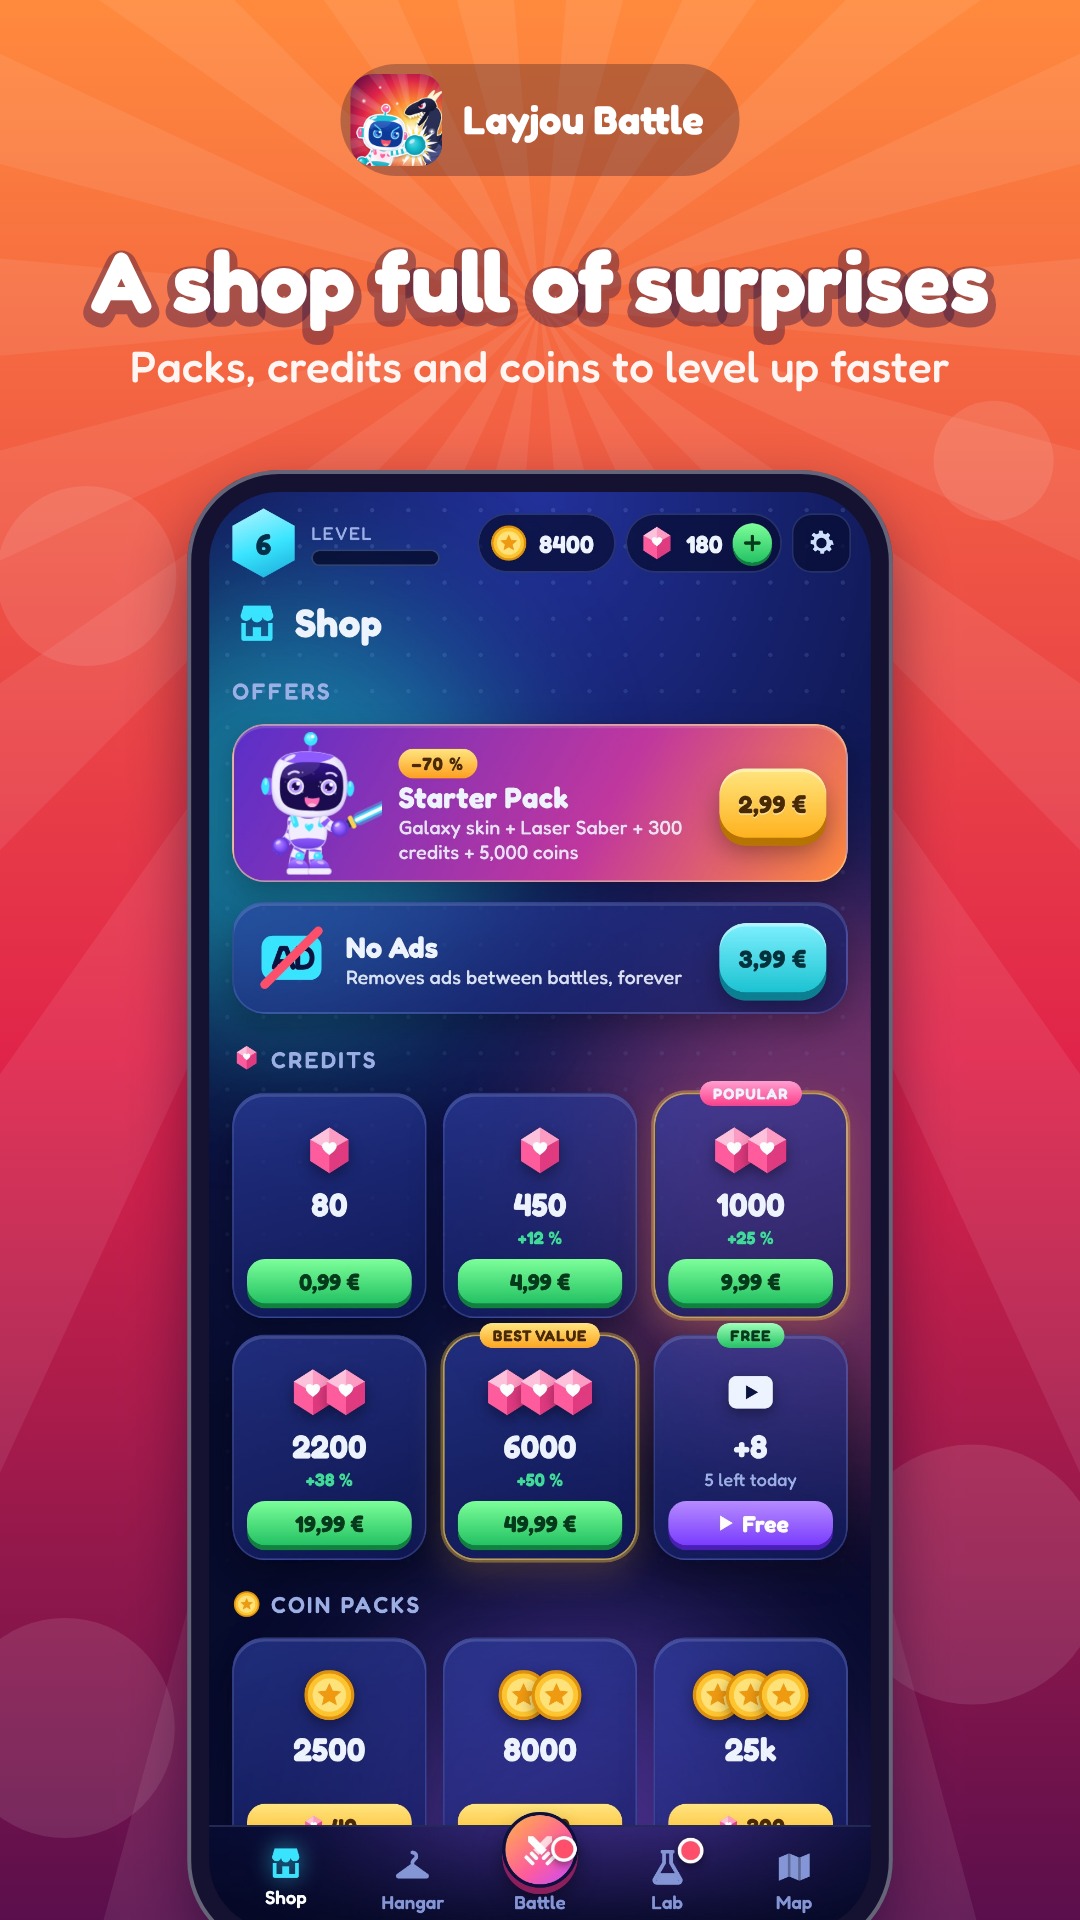 Layjou Battle
A shop full of surprises
Packs, credits and coins to level up faster
6
LEVEL
8400
180
Shop
OFFERS
-70 %
Starter Pack
Galaxy skin + Laser Saber + 300
credits + 5,000 coins
2,99 €
AD
No Ads
Removes ads between battles, forever
3,99 €
CREDITS
80
0,99 €
450
+12 %
4,99 €
POPULAR
1000
+25 %
9,99 €
2200
+38 %
19,99 €
BEST VALUE
6000
+50 %
49,99 €
FREE
+8
5 left today
Free
COIN PACKS
2500
8000
25k
Shop
Hangar
Battle
Lab
Map